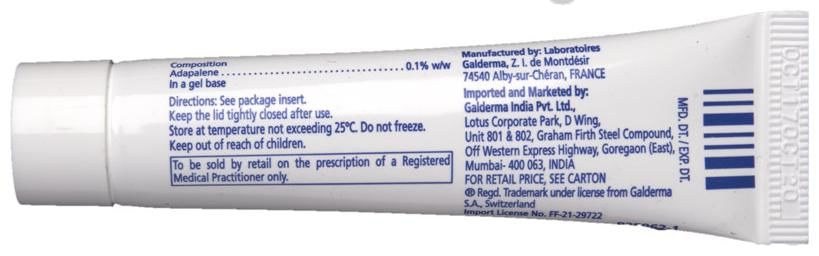 Composition
Adapalene ............................................. 0.1% w/w
In a gel base
Directions: See package insert.
Keep the lid tightly closed after use.
Store at temperature not exceeding 25°C. Do not freeze.
Keep out of reach of children.
To be sold by retail on the prescription of a Registered
Medical Practitioner only.
Manufactured by: Laboratoires
Galderma, Z. I. de Montdésir
74540 Alby-sur-Chéran, FRANCE
Imported and Marketed by:
Galderma India Pvt. Ltd.,
Lotus Corporate Park, D Wing,
Unit 801 & 802, Graham Firth Steel Compound,
Off Western Express Highway, Goregaon (East),
Mumbai- 400 063, INDIA
FOR RETAIL PRICE, SEE CARTON
® Regd. Trademark under license from Galderma
S.A., Switzerland
Import License No. FF-21-29722
MFD. DT. / EXP. DT.
OCT17OCT20